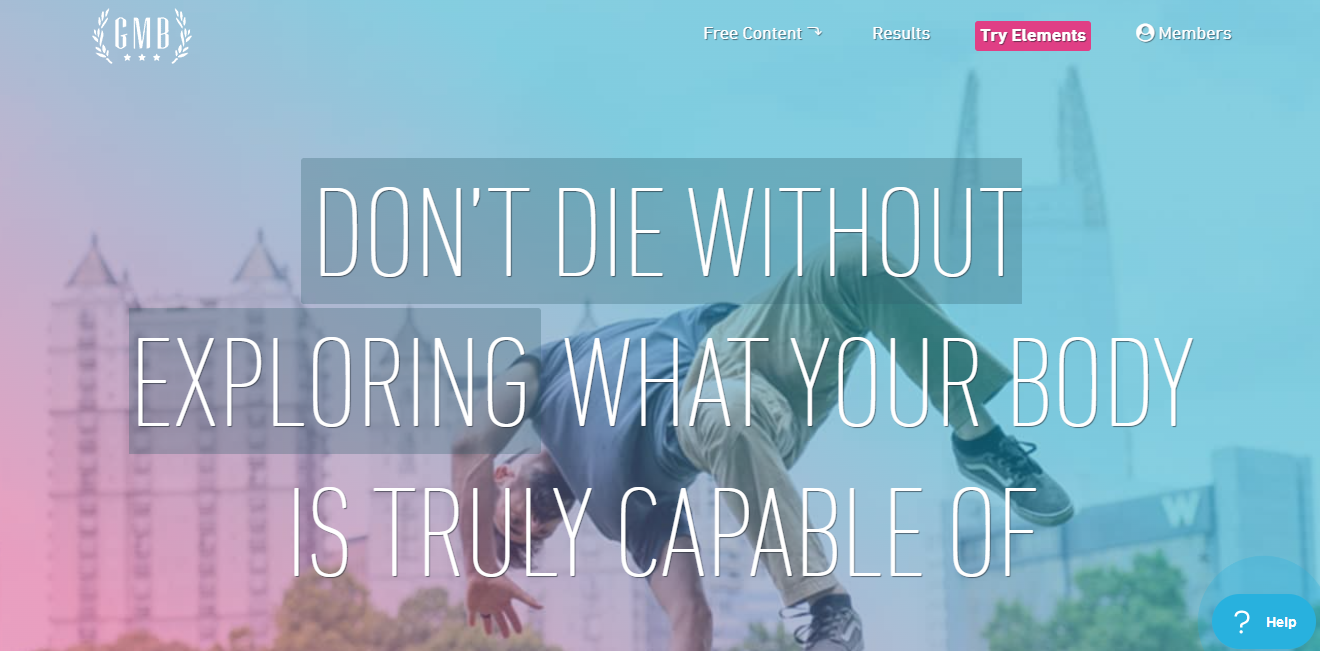 GMB
Free Content
Results
Try Elements
Members
DON'T DIE WITHOUT
EXPLORING WHAT YOUR BODY
IS TRULY CAPABLE OF
W
? Help